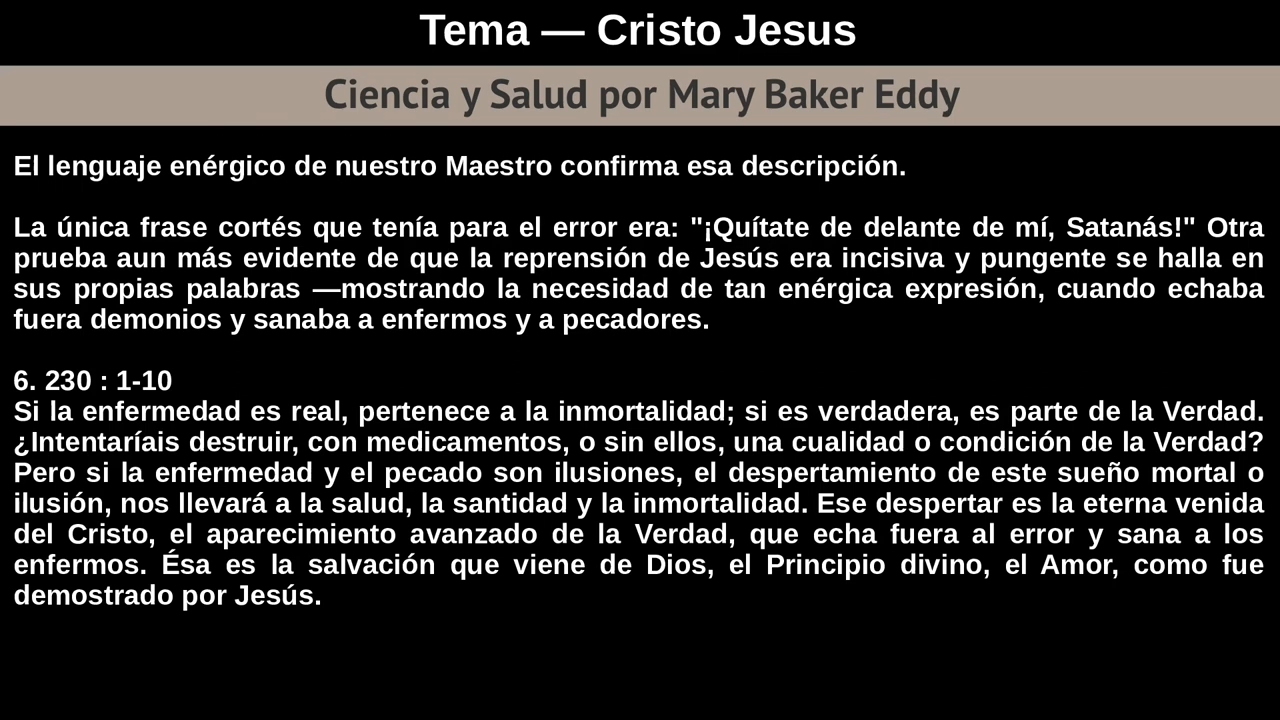 Tema — Cristo Jesus
Ciencia y Salud por Mary Baker Eddy
El lenguaje enérgico de nuestro Maestro confirma esa descripción.
La única frase cortés que tenía para el error era: "¡Quítate de delante de mí, Satanás!" Otra
prueba aun más evidente de que la reprensión de Jesús era incisiva y pungente se halla en
sus propias palabras —mostrando la necesidad de tan enérgica expresión, cuando echaba
fuera demonios y sanaba a enfermos y a pecadores.
6. 230 : 1-10
Si la enfermedad es real, pertenece a la inmortalidad; si es verdadera, es parte de la Verdad.
¿Intentaríais destruir, con medicamentos, o sin ellos, una cualidad o condición de la Verdad?
Pero si la enfermedad y el pecado son ilusiones, el despertamiento de este sueño mortal o
ilusión, nos llevará a la salud, la santidad y la inmortalidad. Ese despertar es la eterna venida
del Cristo, el aparecimiento avanzado de la Verdad, que echa fuera al error y sana a los
enfermos. Ésa es la salvación que viene de Dios, el Principio divino, el Amor, como fue
demostrado por Jesús.